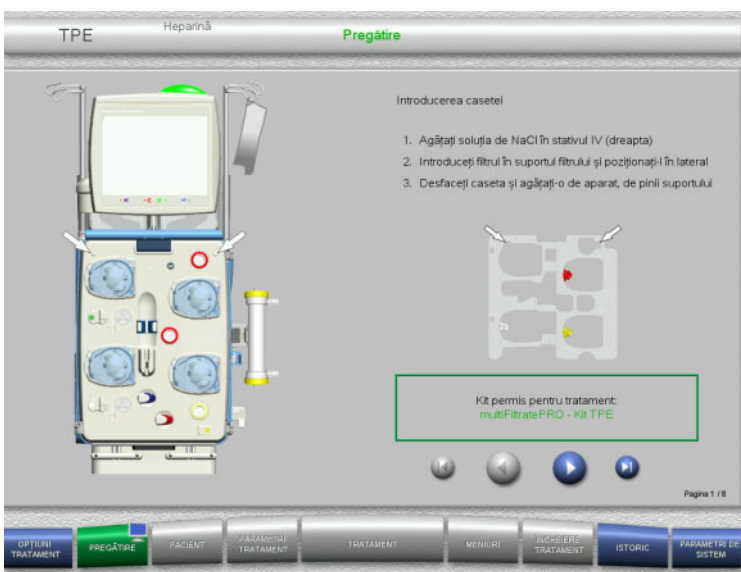 TPE
Heparină
Pregătire
Introducerea casetei
1. Agățați soluția de NaCl în stativul IV (dreapta)
2. Introduceți filtrul în suportul filtrului și poziționați-l în lateral
3. Desfaceți caseta și agățați-o de aparat, de pinii suportului
Kit permis pentru tratament:
multiFiltratePRO - Kit TPE
Pagina 1 / 8
OPȚIUNI
TRATAMENT
PREGĂTIRE
PACIENT
PARAMETRI
TRATAMENT
TRATAMENT
MENIURI
ÎNCHEIERE
TRATAMENT
ISTORIC
PARAMETRI DE
SISTEM